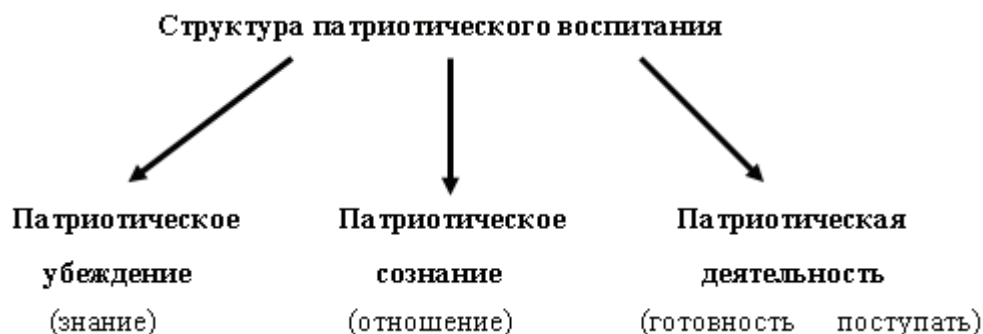 Структура патриотического воспитания
Патриотическое убеждение (знание)
Патриотическое сознание (отношение)
Патриотическая деятельность (готовность поступать)